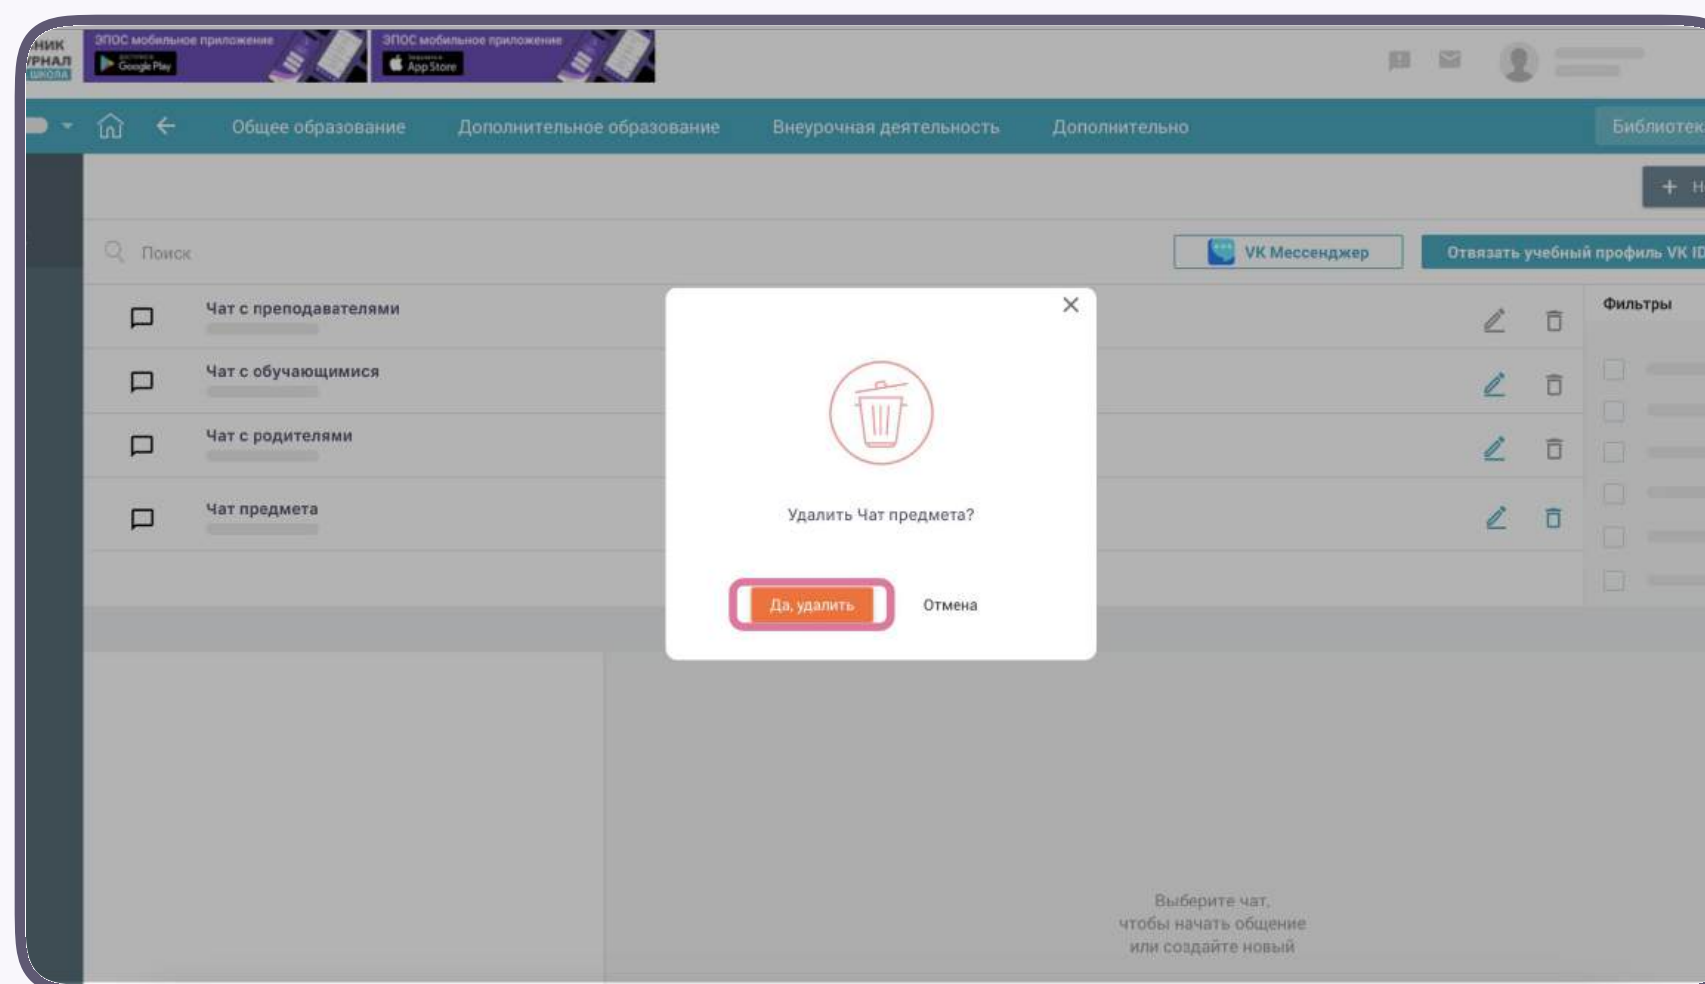 ЭПОС мобильное приложение
Google Play
ЭПОС мобильное приложение
App Store
Общее образование
Дополнительное образование
Внеурочная деятельность
Дополнительно
Поиск
VK Мессенджер
Отвязать учебный профиль VK ID
Чат с преподавателями
Фильтры
Чат с обучающимися
Чат с родителями
Чат предмета
Удалить Чат предмета?
Да, удалить
Отмена
Выберите чат,
чтобы начать общение
или создайте новый